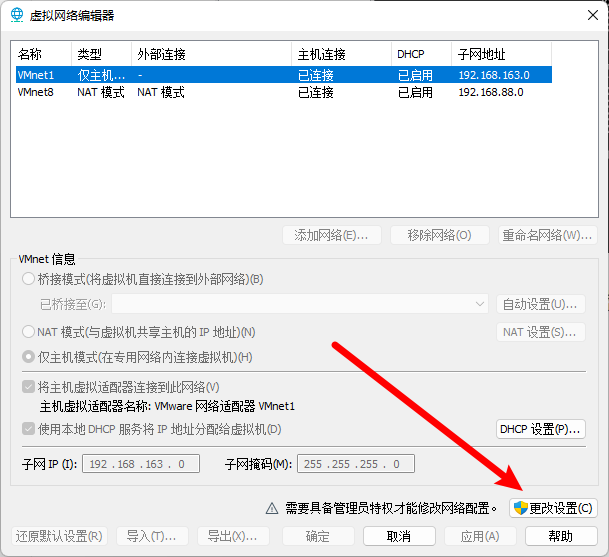 虚拟网络编辑器
名称 类型 外部连接 主机连接 DHCP 子网地址
VMnet1 仅主机... - 已连接 已启用 192.168.163.0
VMnet8 NAT 模式 NAT 模式 已连接 已启用 192.168.88.0
添加网络(E)... 移除网络(O) 重命名网络(W)...
VMnet 信息
桥接模式(将虚拟机直接连接到外部网络)(B)
已桥接至(G): 自动设置(U)...
NAT 模式(与虚拟机共享主机的 IP 地址)(N) NAT 设置(S)...
仅主机模式(在专用网络内连接虚拟机)(H)
将主机虚拟适配器连接到此网络(V)
主机虚拟适配器名称: VMware 网络适配器 VMnet1
使用本地 DHCP 服务将 IP 地址分配给虚拟机(D) DHCP 设置(P)...
子网 IP (I): 192 .168 .163 . 0 子网掩码(M): 255 .255 .255 . 0
需要具备管理员特权才能修改网络配置。 更改设置(C)
还原默认设置(R) 导入(T)... 导出(X)... 确定 取消 应用(A) 帮助